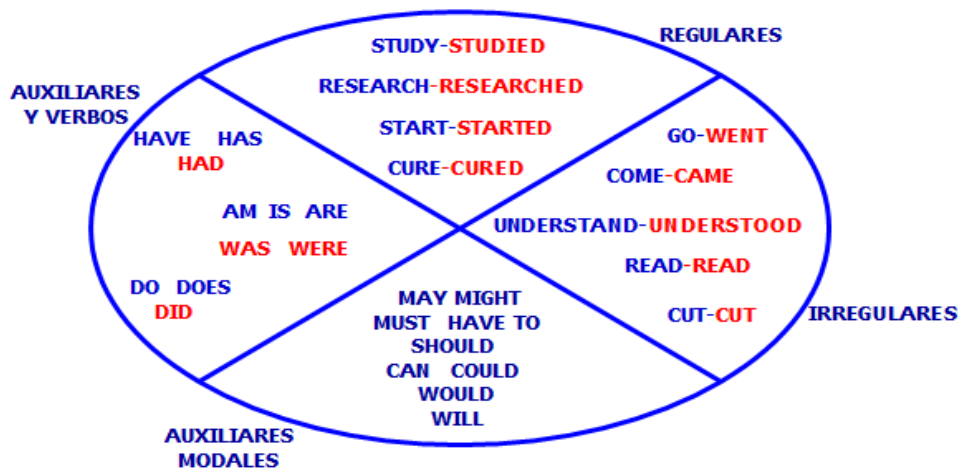 REGULARES
STUDY-STUDIED
RESEARCH-RESEARCHED
START-STARTED
CURE-CURED
AUXILIARES
Y VERBOS
HAVE HAS
HAD
AM IS ARE
WAS WERE
DO DOES
DID
GO-WENT
COME-CAME
UNDERSTAND-UNDERSTOOD
READ-READ
CUT-CUT
IRREGULARES
MAY MIGHT
MUST HAVE TO
SHOULD
CAN COULD
WOULD
WILL
AUXILIARES
MODALES